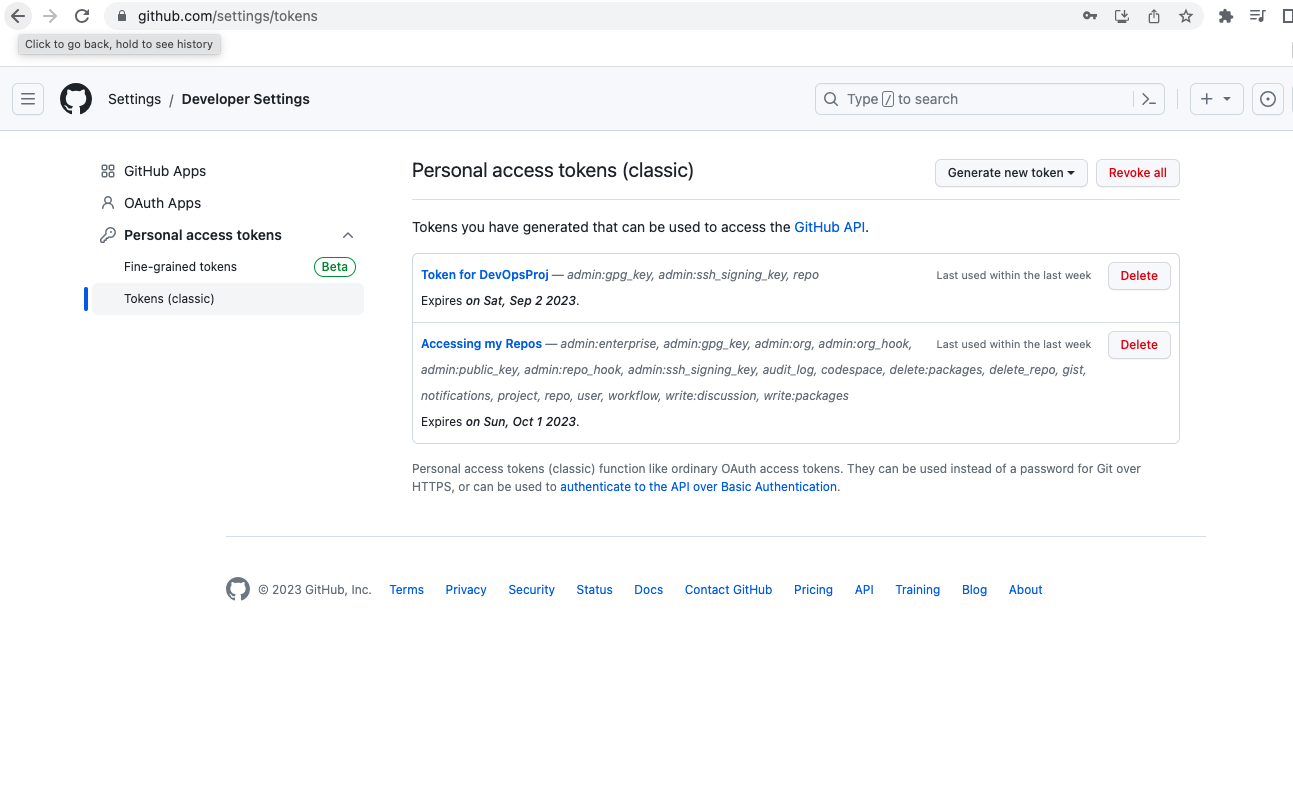 github.com/settings/tokens
Click to go back, hold to see history
Settings / Developer Settings
Type / to search
GitHub Apps
OAuth Apps
Personal access tokens
Fine-grained tokens Beta
Tokens (classic)
Personal access tokens (classic)
Generate new token
Revoke all
Tokens you have generated that can be used to access the GitHub API.
Token for DevOpsProj — admin:gpg_key, admin:ssh_signing_key, repo
Last used within the last week
Delete
Expires on Sat, Sep 2 2023.
Accessing my Repos — admin:enterprise, admin:gpg_key, admin:org, admin:org_hook,
Last used within the last week
Delete
admin:public_key, admin:repo_hook, admin:ssh_signing_key, audit_log, codespace, delete:packages, delete_repo, gist,
notifications, project, repo, user, workflow, write:discussion, write:packages
Expires on Sun, Oct 1 2023.
Personal access tokens (classic) function like ordinary OAuth access tokens. They can be used instead of a password for Git over
HTTPS, or can be used to authenticate to the API over Basic Authentication.
© 2023 GitHub, Inc. Terms Privacy Security Status Docs Contact GitHub Pricing API Training Blog About